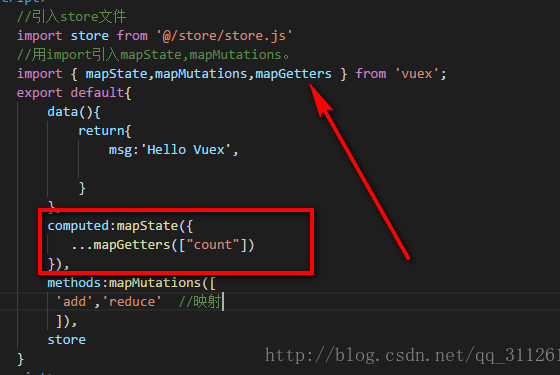 //引入store文件
import store from '@/store/store.js'
//用import引入mapState,mapMutations。
import { mapState,mapMutations,mapGetters } from 'vuex';
export default{
data(){
return{
msg:'Hello Vuex',
}
},
computed:mapState({
...mapGetters(["count"])
}),
methods:mapMutations([
'add','reduce' //映射
]),
store
}
http://blog.csdn.net/qq_311261